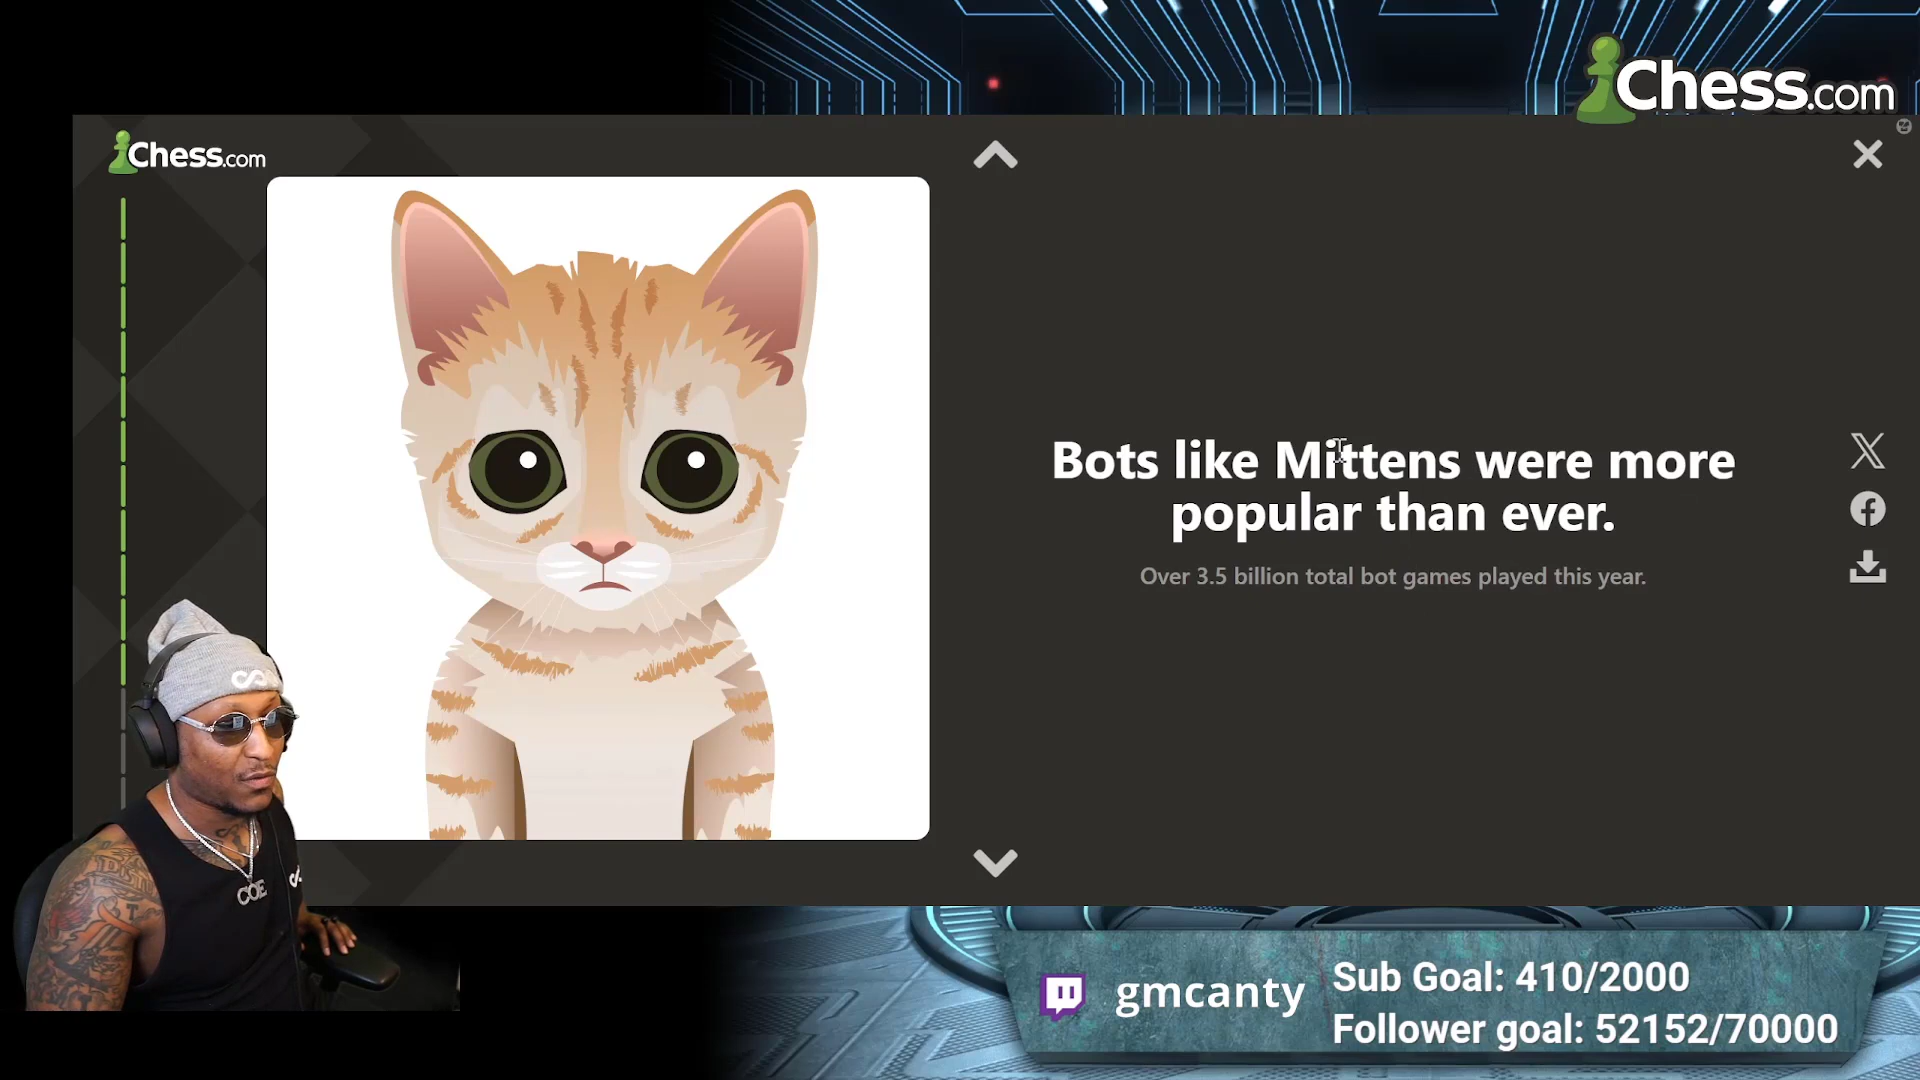 Chess.com
Chess.com
Bots like Mittens were more
popular than ever.
Over 3.5 billion total bot games played this year.
COE
gmcanty
Sub Goal: 410/2000
Follower goal: 52152/70000